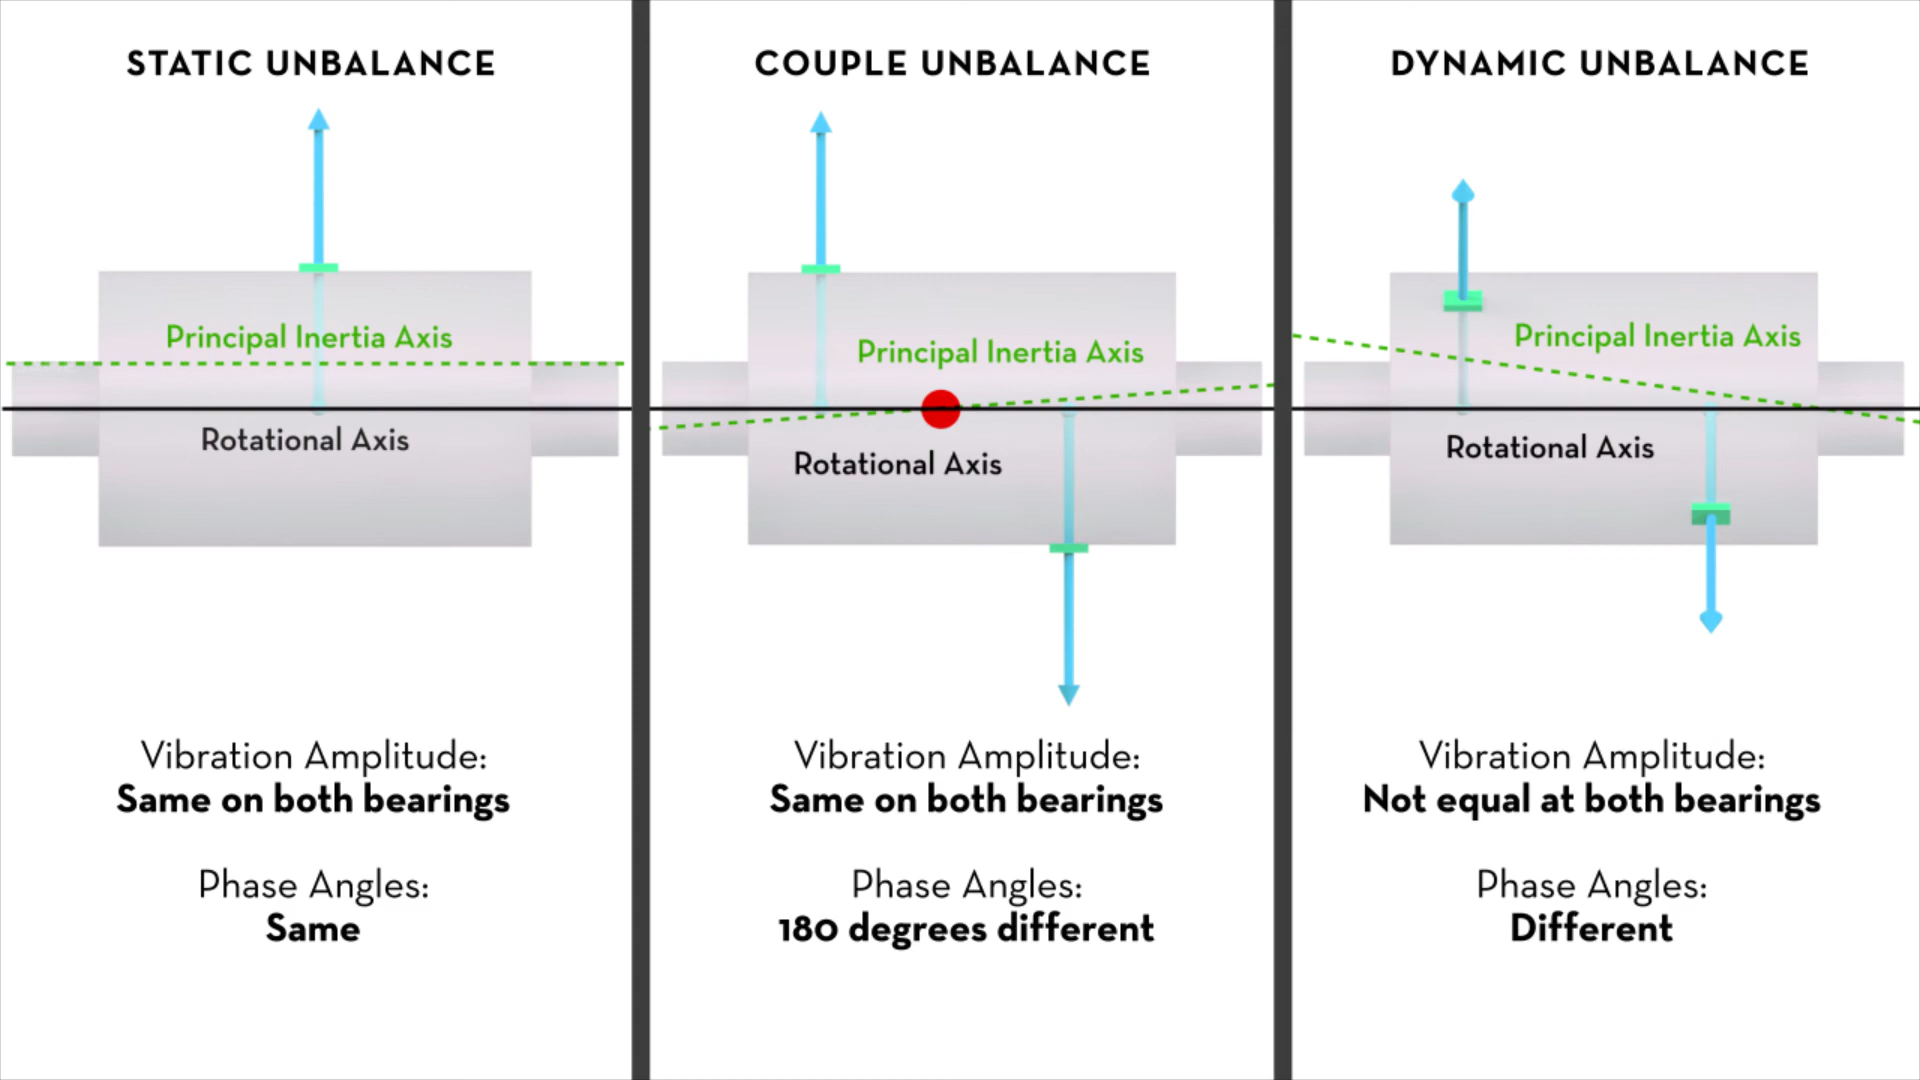 STATIC UNBALANCE
Principal Inertia Axis
Rotational Axis
Vibration Amplitude:
Same on both bearings
Phase Angles:
Same
COUPLE UNBALANCE
Principal Inertia Axis
Rotational Axis
Vibration Amplitude:
Same on both bearings
Phase Angles:
180 degrees different
DYNAMIC UNBALANCE
Principal Inertia Axis
Rotational Axis
Vibration Amplitude:
Not equal at both bearings
Phase Angles:
Different